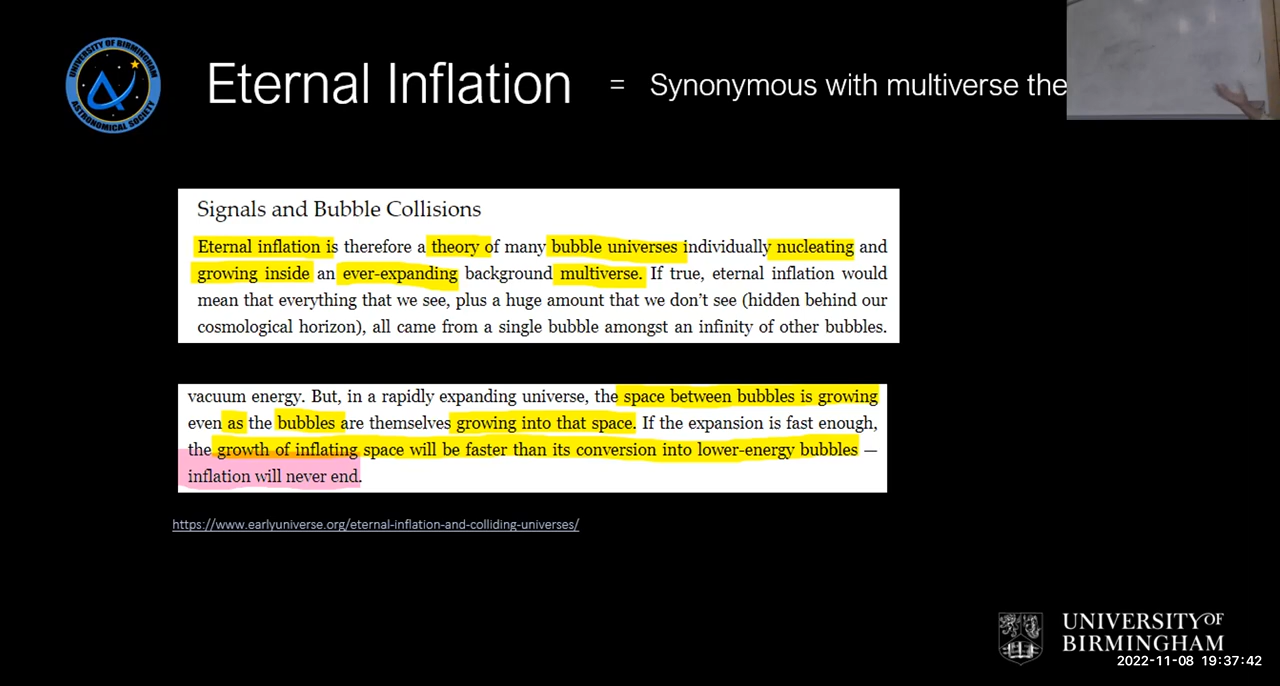 UNIVERSITY OF BIRMINGHAM
ASTRONOMICAL SOCIETY
Eternal Inflation = Synonymous with multiverse the
Signals and Bubble Collisions
Eternal inflation is therefore a theory of many bubble universes individually nucleating and
growing inside an ever-expanding background multiverse. If true, eternal inflation would
mean that everything that we see, plus a huge amount that we don’t see (hidden behind our
cosmological horizon), all came from a single bubble amongst an infinity of other bubbles.
vacuum energy. But, in a rapidly expanding universe, the space between bubbles is growing
even as the bubbles are themselves growing into that space. If the expansion is fast enough,
the growth of inflating space will be faster than its conversion into lower-energy bubbles —
inflation will never end.
https://www.earlyuniverse.org/eternal-inflation-and-colliding-universes/
UNIVERSITY OF
BIRMINGHAM
2022-11-08 19:37:42